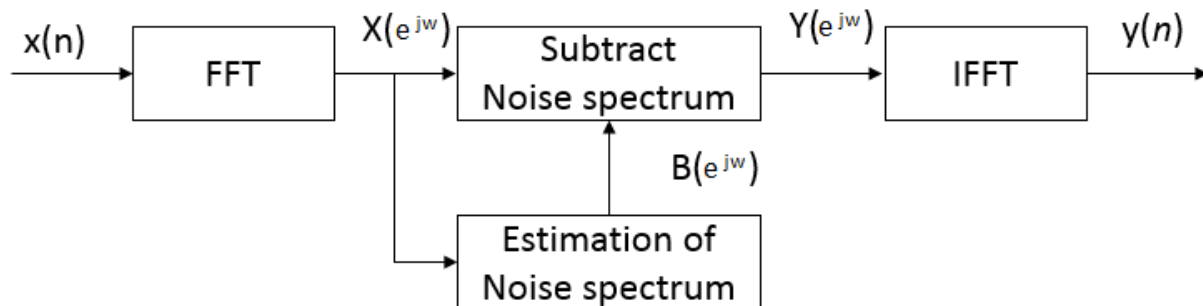 x(n)
FFT
X(e jw)
Subtract
Noise spectrum
Y(e jw)
IFFT
y(n)
B(e jw)
Estimation of
Noise spectrum